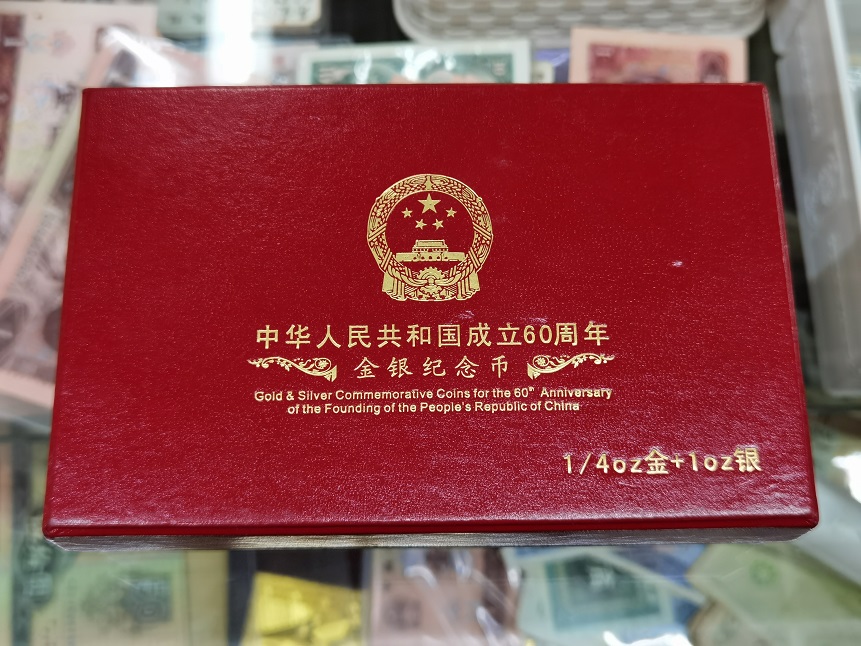 中华人民共和国成立60周年
金银纪念币
Gold & Silver Commemorative Coins for the 60th Anniversary
of the Founding of the People's Republic of China
1/4oz金+1oz银